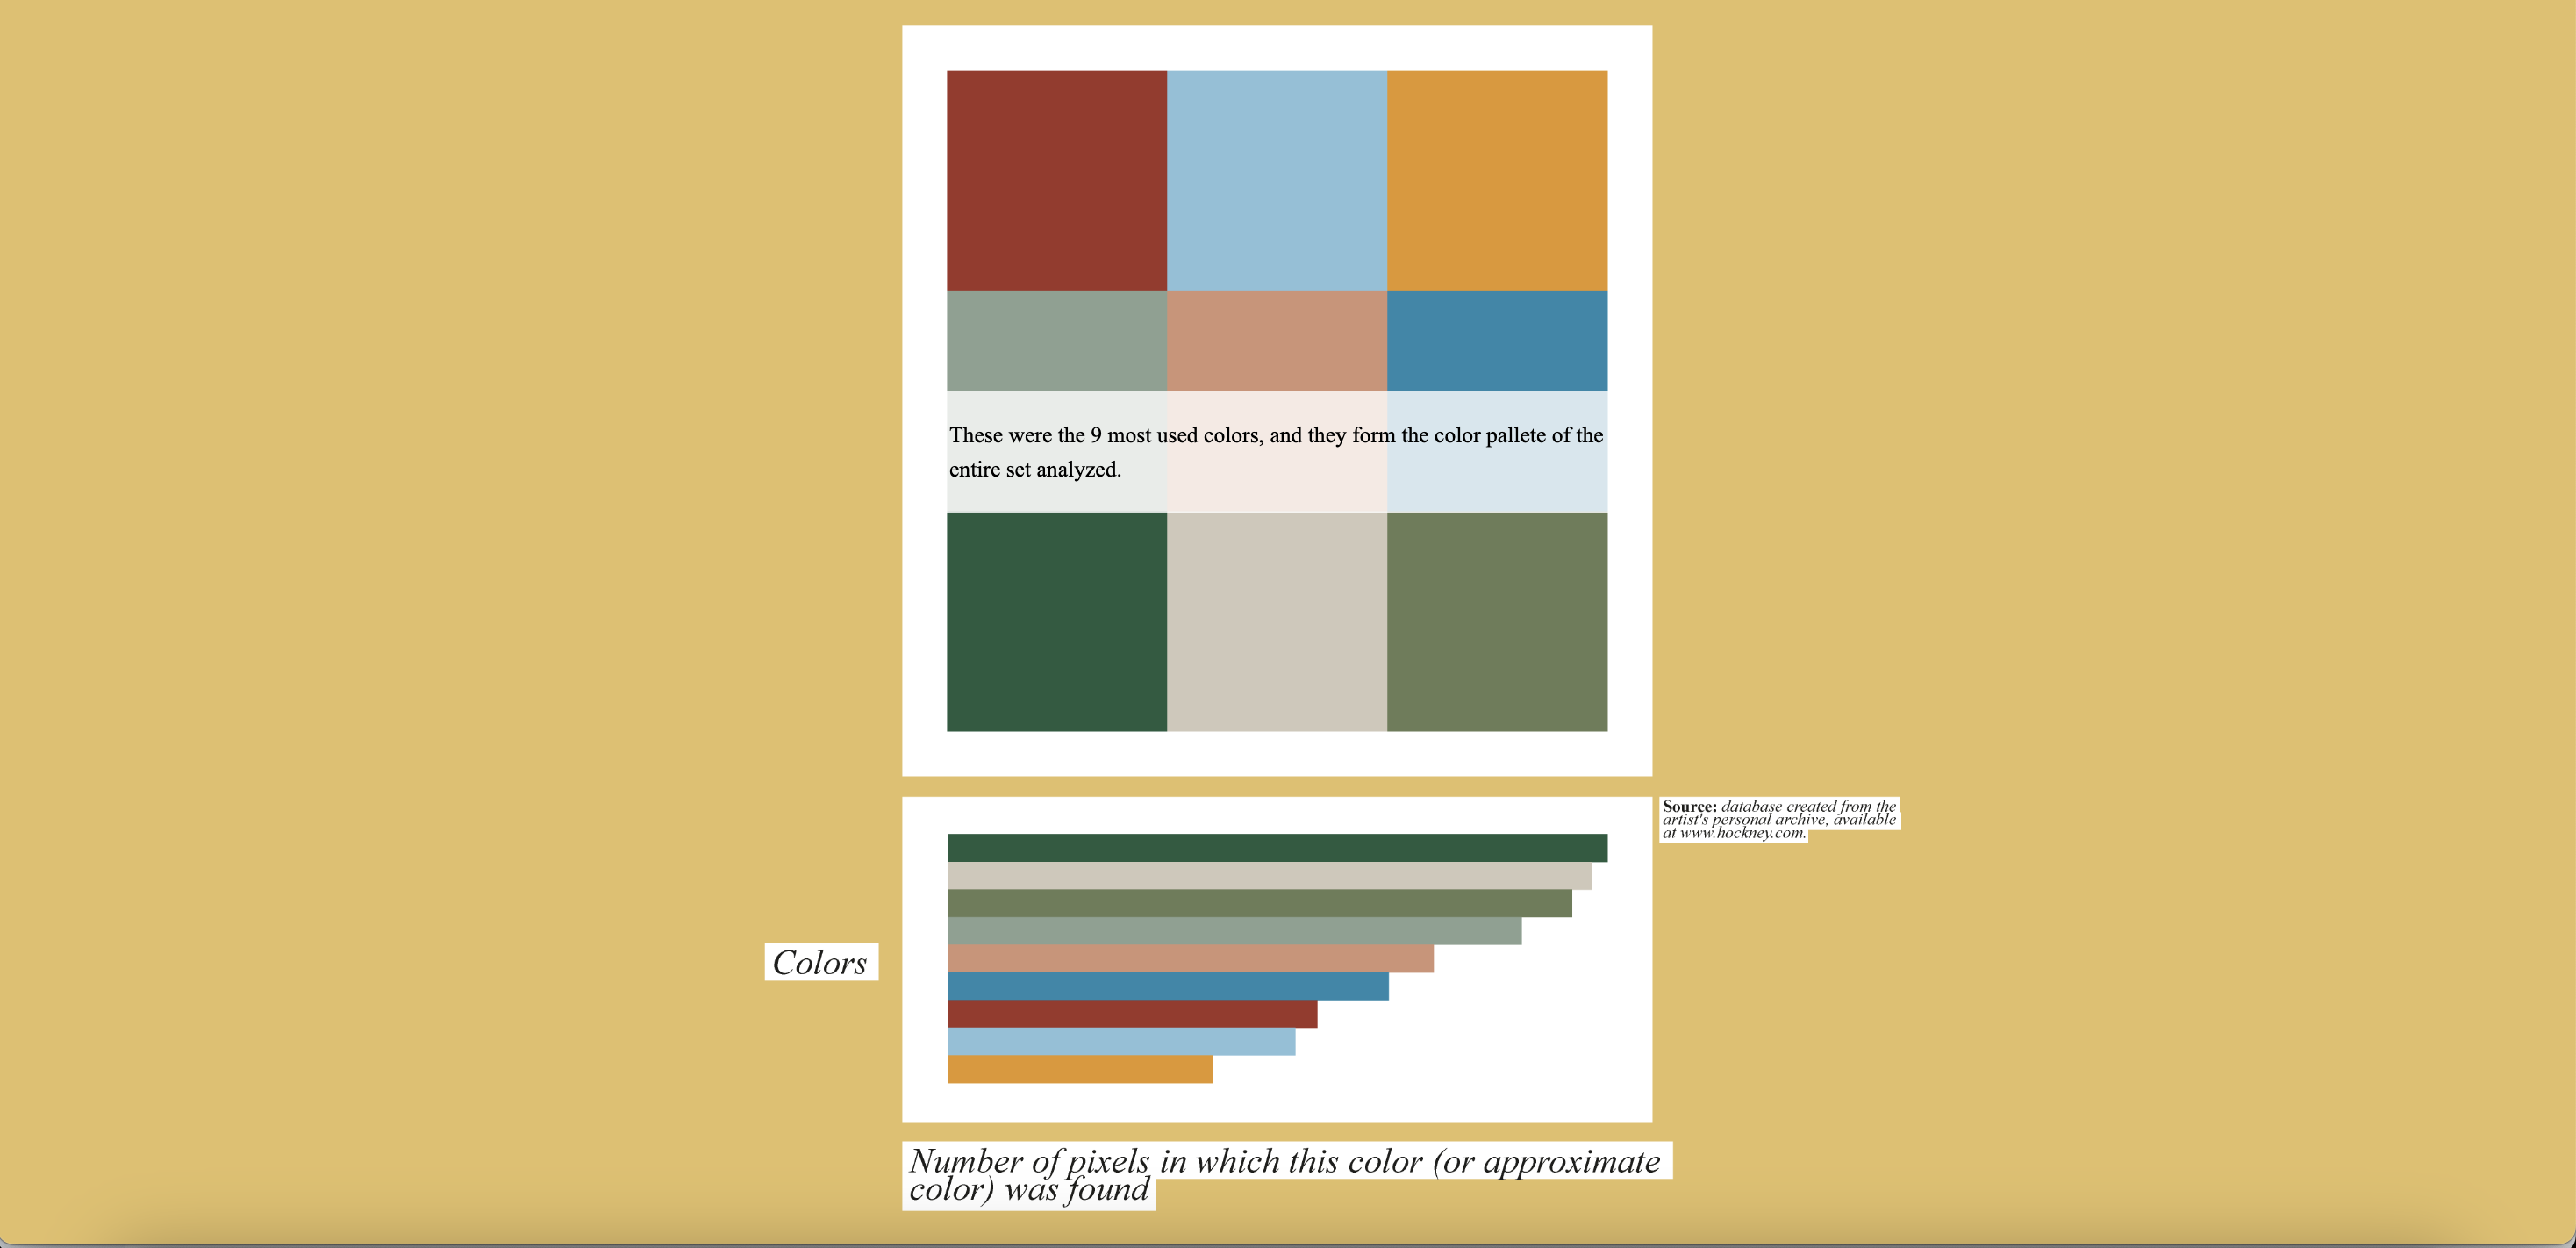 These were the 9 most used colors, and they form the color pallete of the
entire set analyzed.
Source: database created from the
artist's personal archive, available
at www.hockney.com.
Colors
Number of pixels in which this color (or approximate
color) was found